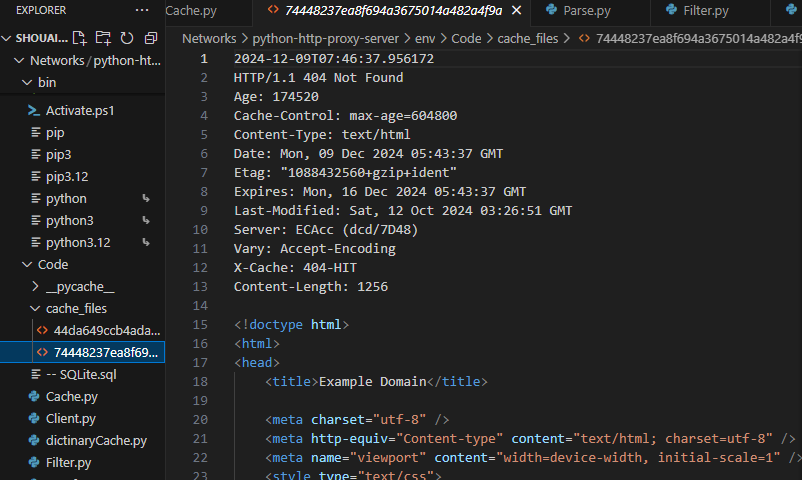 EXPLORER
···
Cache.py
74448237ea8f694a3675014a482a4f9a
Parse.py
Filter.py
SHOUAI...
Networks > python-http-proxy-server > env > Code > cache_files > 74448237ea8f694a3675014a482a4f9
Networks/python-ht...
bin
Activate.ps1
pip
pip3
pip3.12
python
python3
python3.12
Code
__pycache__
cache_files
44da649ccb4ada...
74448237ea8f69...
-- SQLite.sql
Cache.py
Client.py
dictinaryCache.py
Filter.py
1 2024-12-09T07:46:37.956172
2 HTTP/1.1 404 Not Found
3 Age: 174520
4 Cache-Control: max-age=604800
5 Content-Type: text/html
6 Date: Mon, 09 Dec 2024 05:43:37 GMT
7 Etag: "1088432560+gzip+ident"
8 Expires: Mon, 16 Dec 2024 05:43:37 GMT
9 Last-Modified: Sat, 12 Oct 2024 03:26:51 GMT
10 Server: ECAcc (dcd/7D48)
11 Vary: Accept-Encoding
12 X-Cache: 404-HIT
13 Content-Length: 1256
14
15 <!doctype html>
16 <html>
17 <head>
18 <title>Example Domain</title>
19
20 <meta charset="utf-8" />
21 <meta http-equiv="Content-type" content="text/html; charset=utf-8" />
22 <meta name="viewport" content="width=device-width, initial-scale=1" />
23 <style type="text/css">